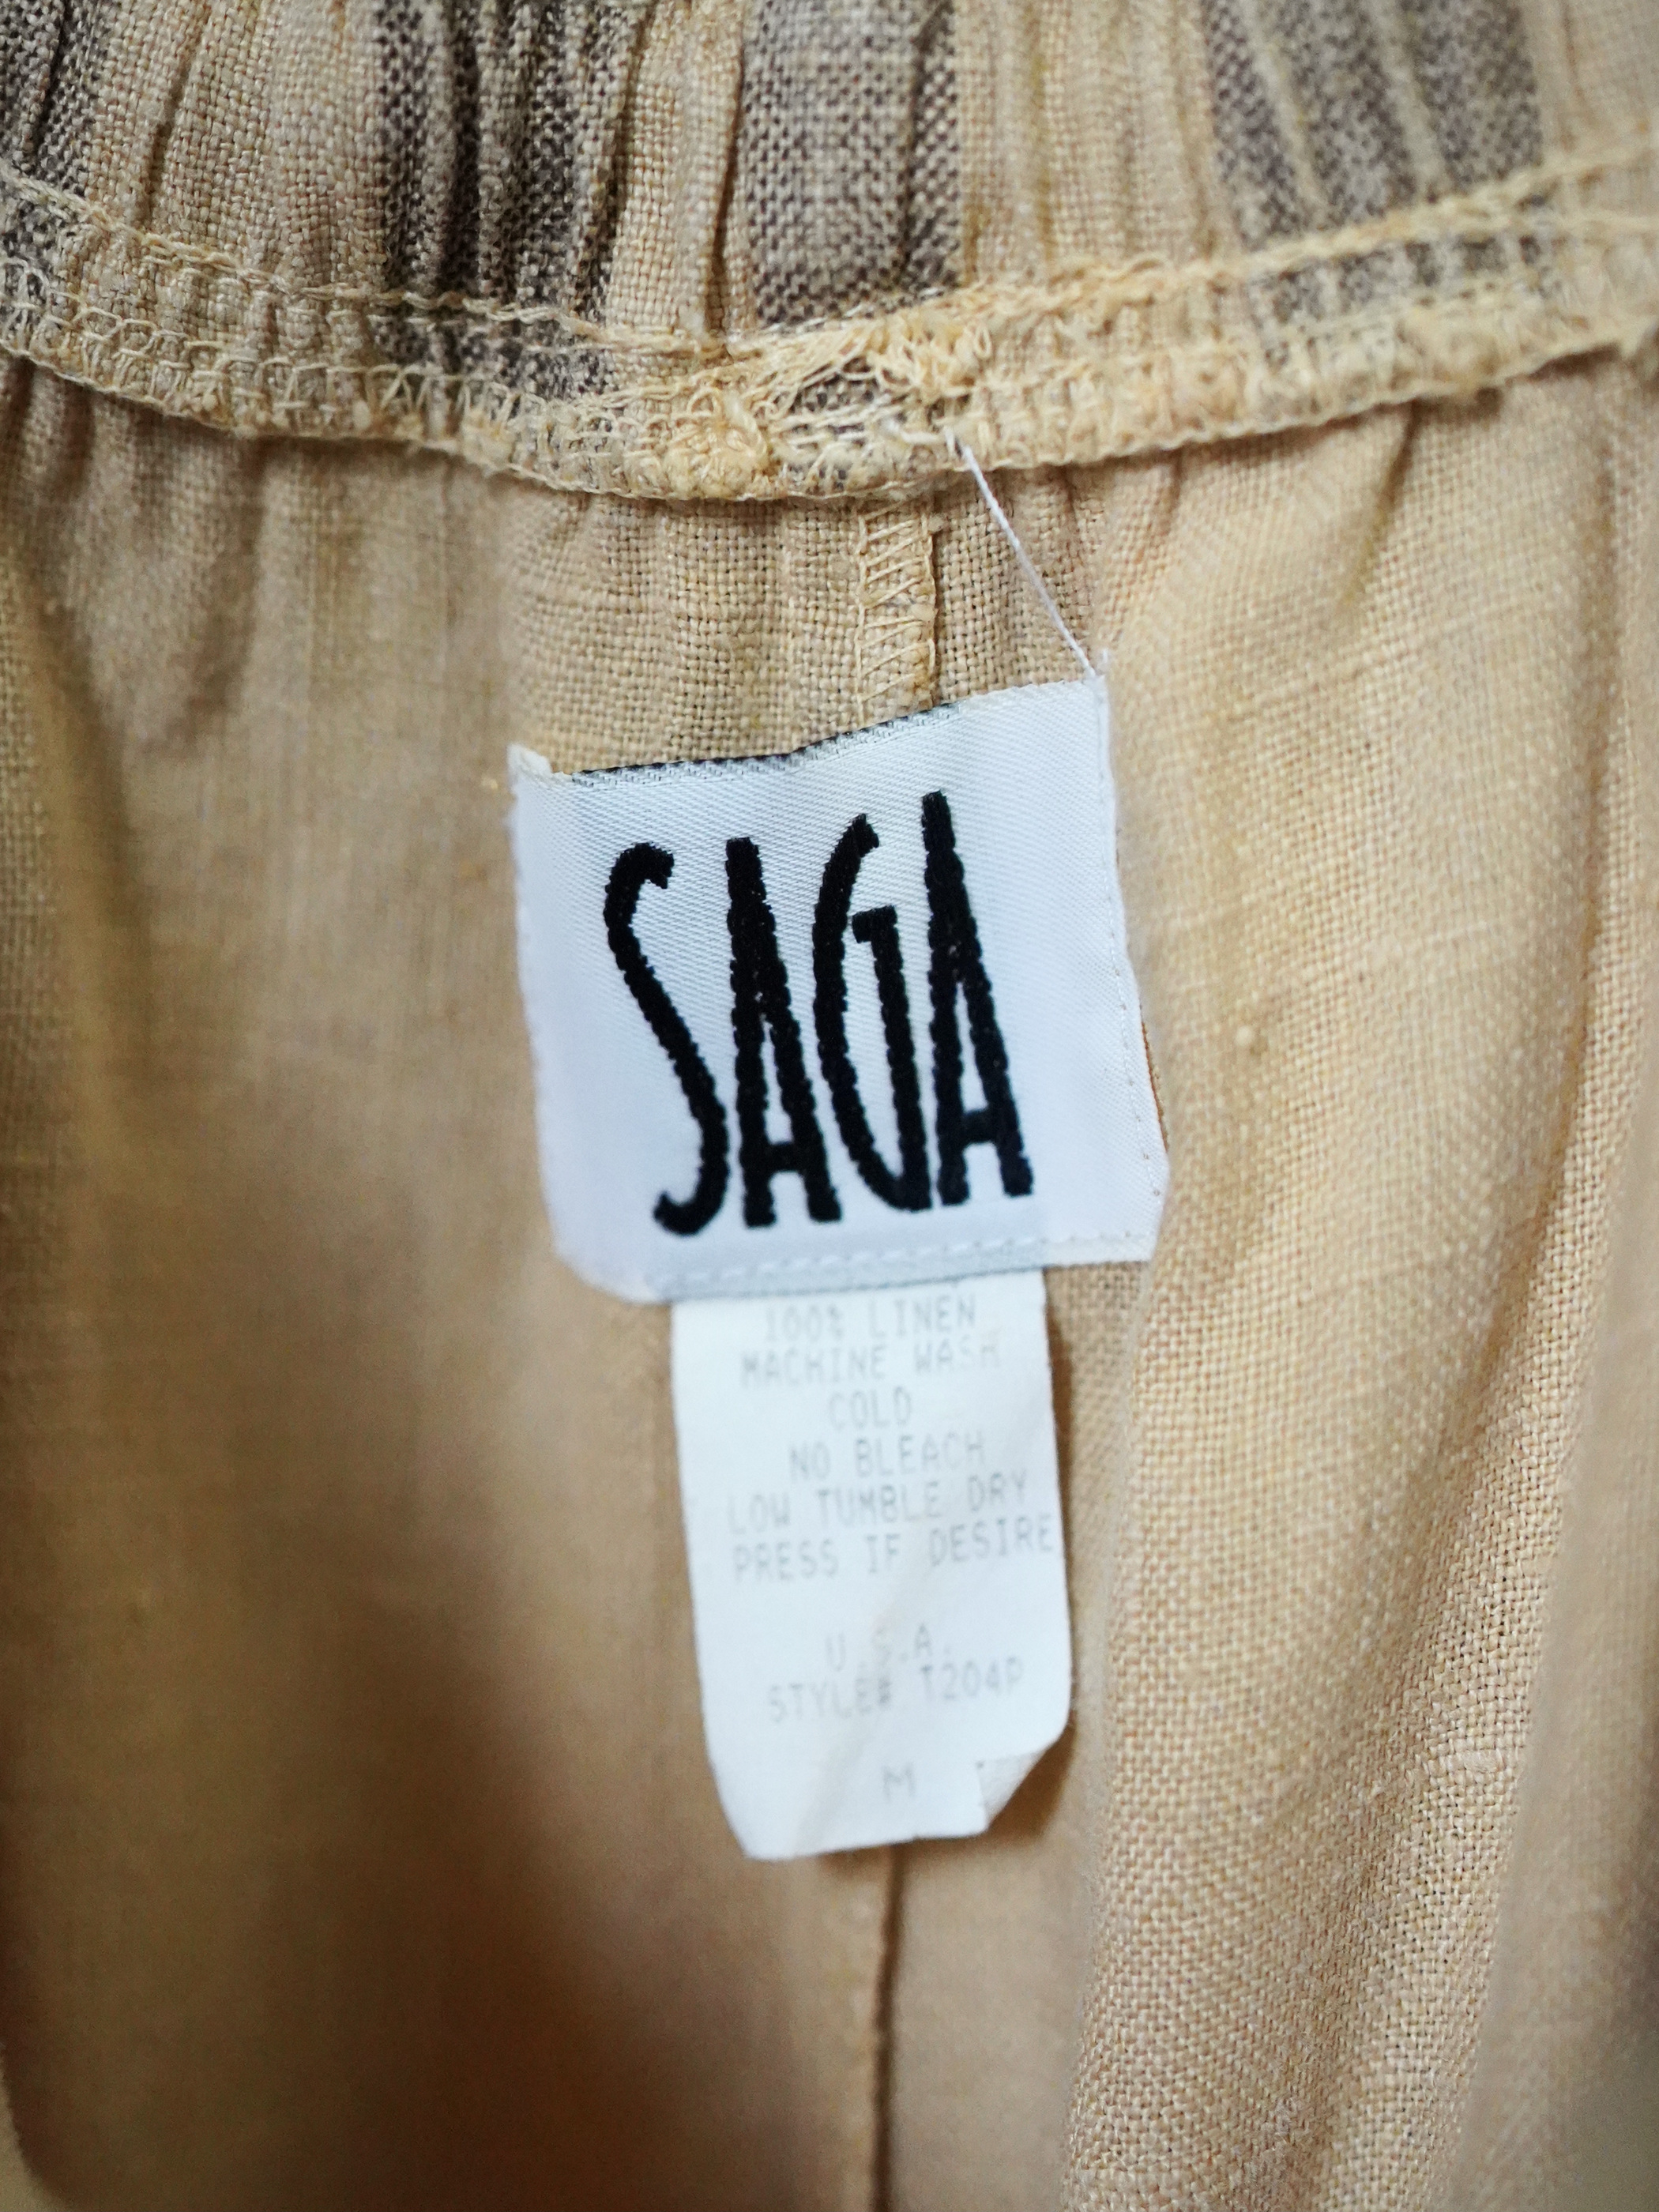 SAGA
100% LINEN
MACHINE WASH
COLD
NO BLEACH
LOW TUMBLE DRY
PRESS IF DESIRE
U.S.A.
STYLE# T204P
M